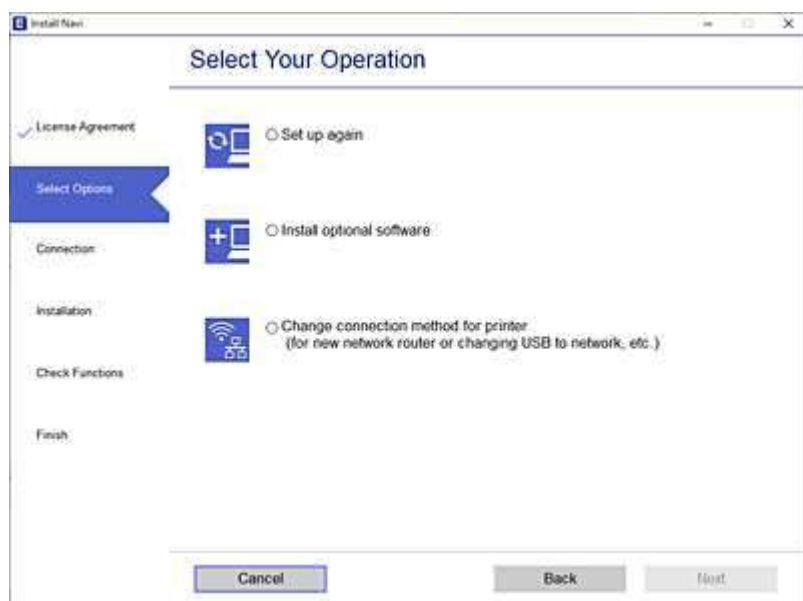 Install Navi
Select Your Operation
License Agreement
Set up again
Select Options
Install optional software
Connection
Installation
Change connection method for printer
(for new network router or changing USB to network, etc.)
Check Functions
Finish
Cancel
Back
Next